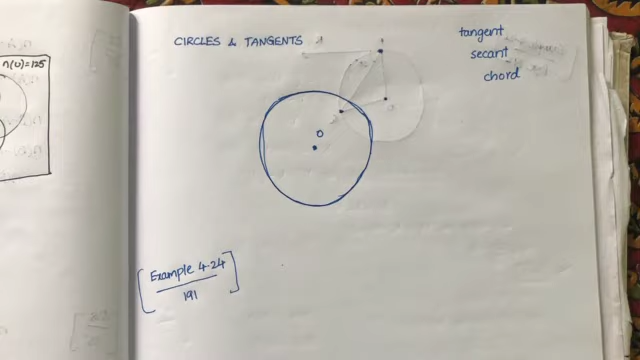 n(U)=125
CIRCLES & TANGENTS
tangent
secant
chord
O
[Example 4.24
191]